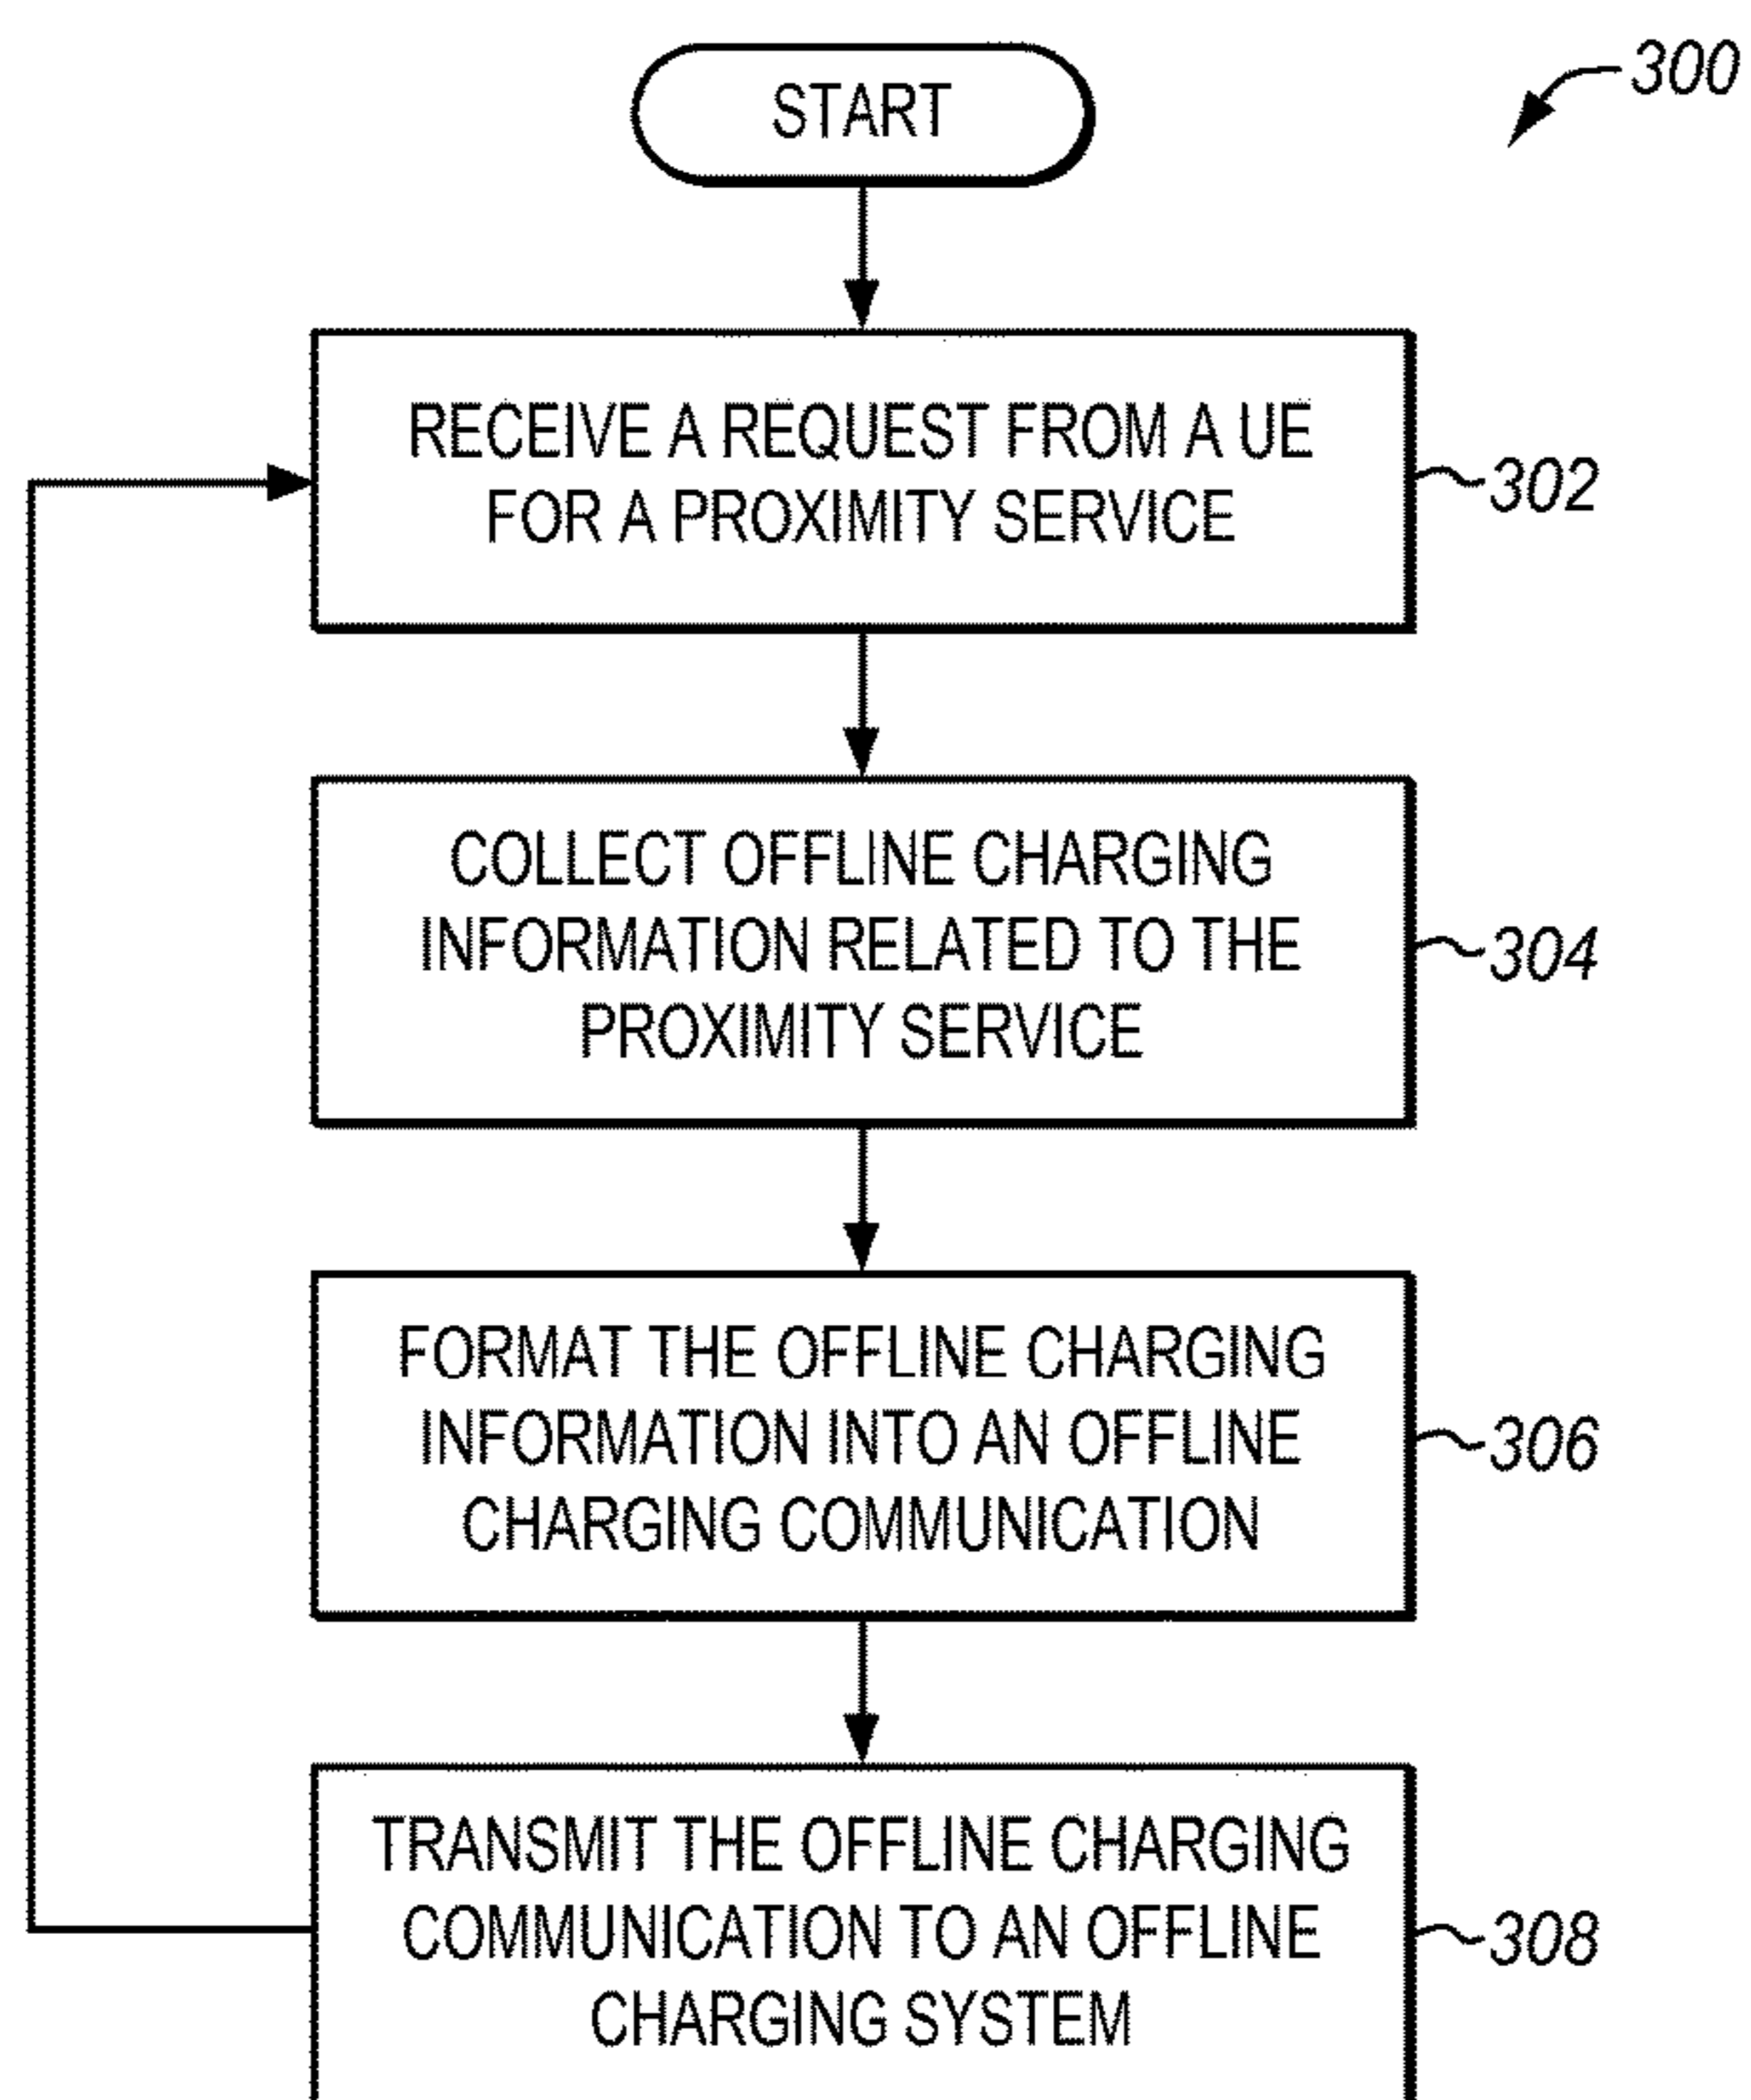 START
300
RECEIVE A REQUEST FROM A UE
FOR A PROXIMITY SERVICE
302
COLLECT OFFLINE CHARGING
INFORMATION RELATED TO THE
PROXIMITY SERVICE
304
FORMAT THE OFFLINE CHARGING
INFORMATION INTO AN OFFLINE
CHARGING COMMUNICATION
306
TRANSMIT THE OFFLINE CHARGING
COMMUNICATION TO AN OFFLINE
CHARGING SYSTEM
308